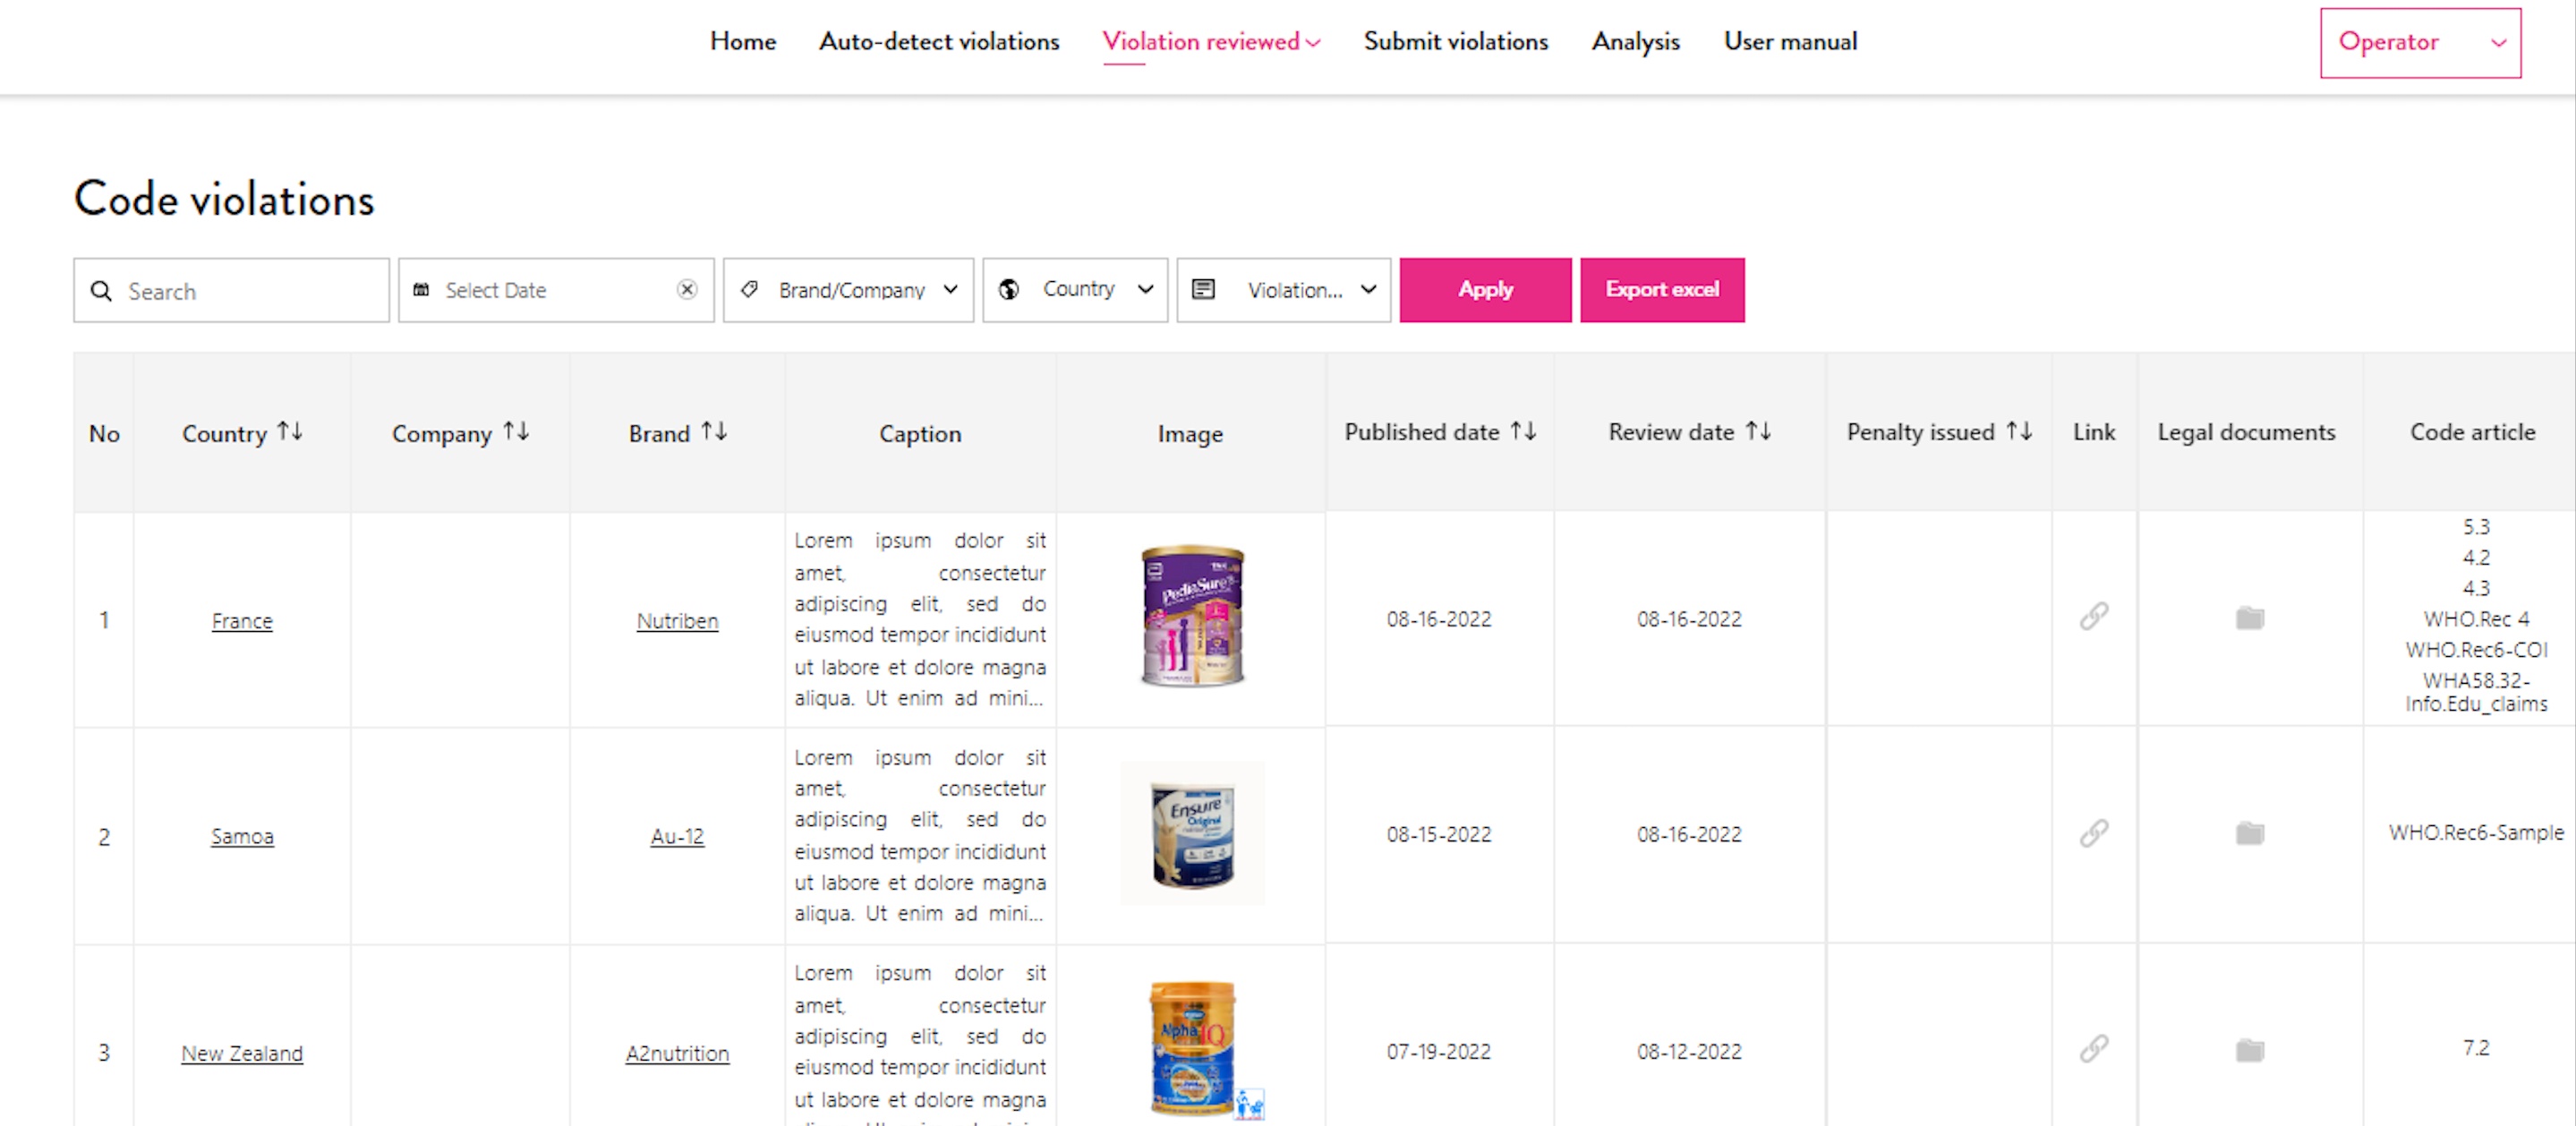 Home Auto-detect violations Violation reviewed Submit violations Analysis User manual Operator
Code violations
Search Select Date Brand/Company Country Violation... Apply Export excel
No Country Company Brand Caption Image Published date Review date Penalty issued Link Legal documents Code article
1 France Nutriben
Lorem ipsum dolor sit
amet, consectetur
adipiscing elit, sed do
eiusmod tempor incididunt
ut labore et dolore magna
aliqua. Ut enim ad mini...
PediaSure
08-16-2022 08-16-2022
5.3
4.2
4.3
WHO.Rec 4
WHO.Rec6-COI
WHA58.32-
Info.Edu_claims
2 Samoa Au-12
Lorem ipsum dolor sit
amet, consectetur
adipiscing elit, sed do
eiusmod tempor incididunt
ut labore et dolore magna
aliqua. Ut enim ad mini...
Ensure
Original
08-15-2022 08-16-2022
WHO.Rec6-Sample
3 New Zealand A2nutrition
Lorem ipsum dolor sit
amet, consectetur
adipiscing elit, sed do
eiusmod tempor incididunt
ut labore et dolore magna
Alpha IQ
07-19-2022 08-12-2022
7.2